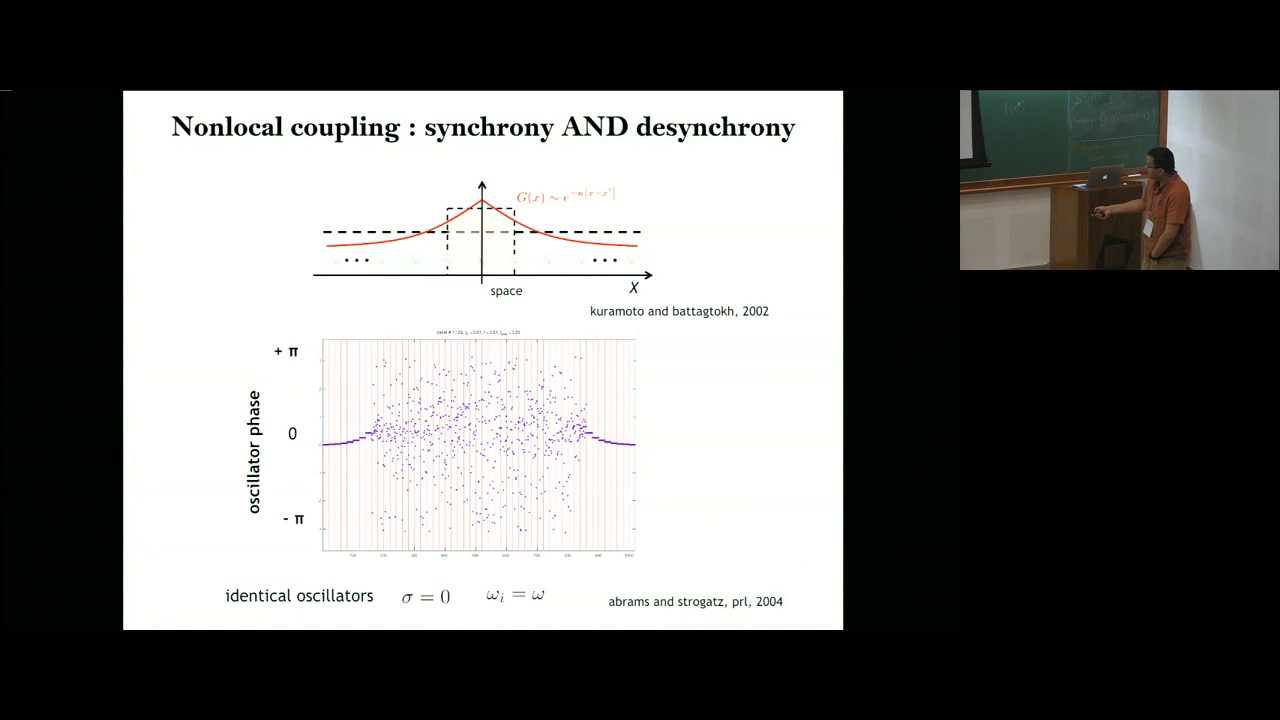 Nonlocal coupling : synchrony AND desynchrony
G(x) ∼ e^{-κ|x-x'|}
space
X
kuramoto and battagtokh, 2002
+ π
0
- π
oscillator phase
identical oscillators
σ = 0
ω_i = ω
abrams and strogatz, prl, 2004